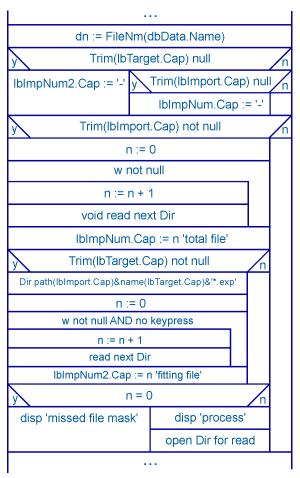 ...
dn := FileNm(dbData.Name)
Trim(lbTarget.Cap) null
y n
lbImpNum2.Cap := '-'
Trim(lbImport.Cap) null
y n
lbImpNum.Cap := '-'
Trim(lbImport.Cap) not null
y n
n := 0
w not null
n := n + 1
void read next Dir
lbImpNum.Cap := n 'total file'
Trim(lbTarget.Cap) not null
y n
Dir path(lbImport.Cap)&name(lbTarget.Cap)&'*.exp'
n := 0
w not null AND no keypress
n := n + 1
read next Dir
lbImpNum2.Cap := n 'fitting file'
n = 0
y n
disp 'missed file mask'
disp 'process'
open Dir for read
...